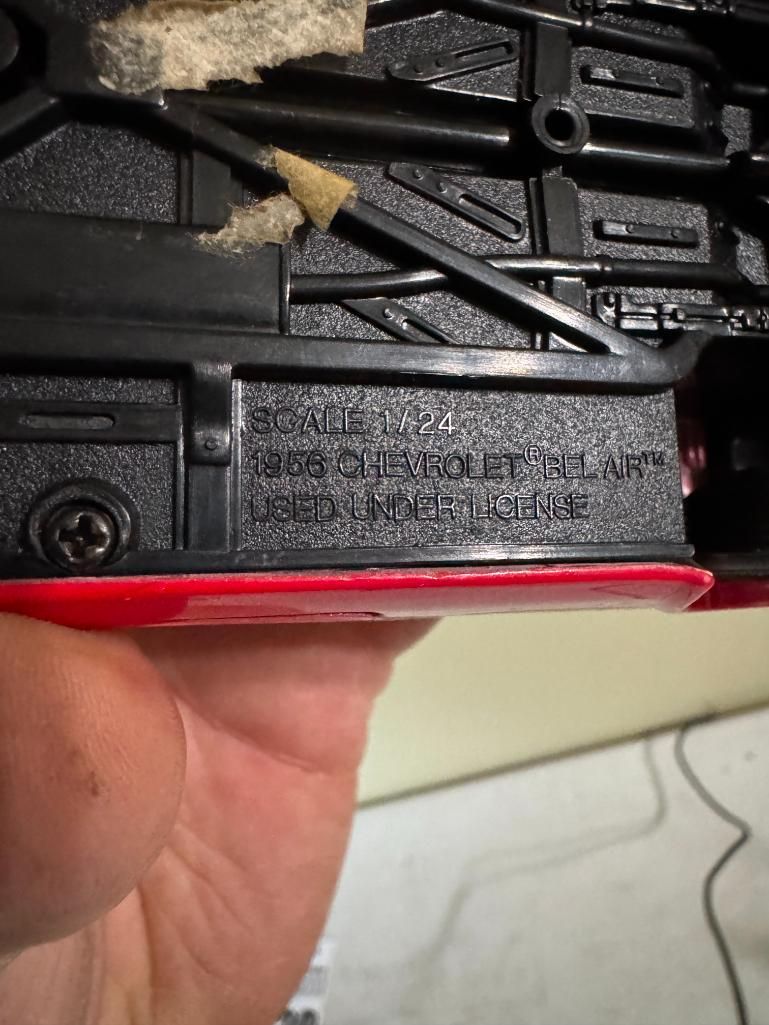 SCALE 1/24
1956 CHEVROLET® BEL AIR™
USED UNDER LICENSE